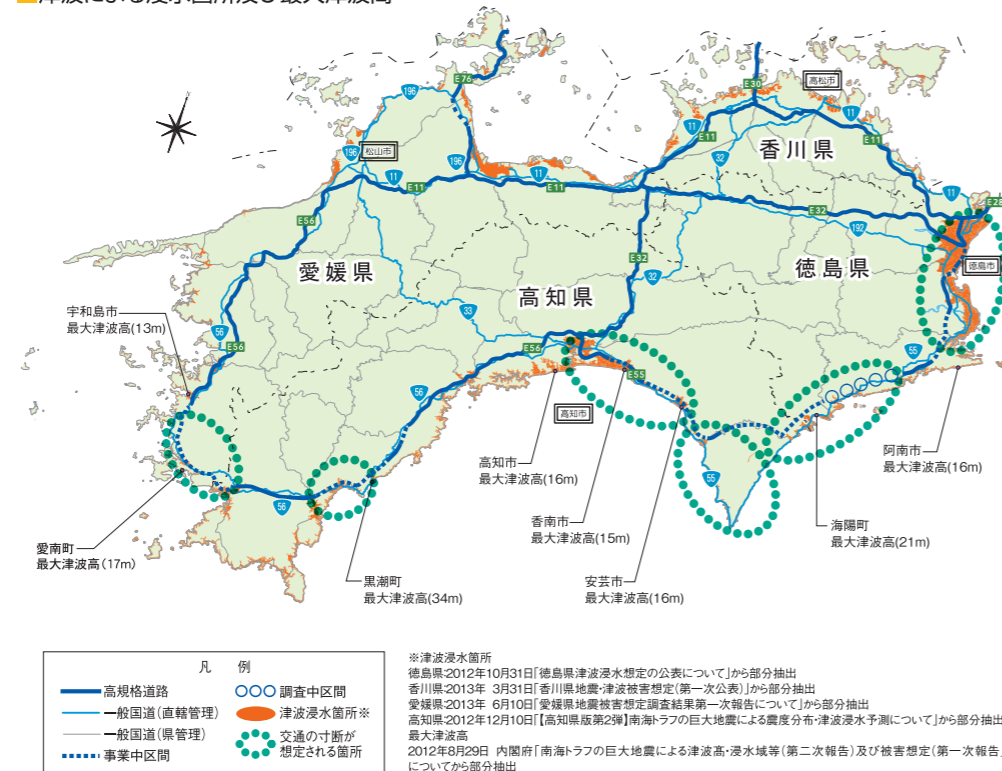 ■津波による浸水箇所及び最大津波高
E76
196
E30
高松市
11
11
E11
香川県
196
松山市
196
11
E11
11
E11
32
E11
11
E28
E32
192
徳島市
E56
愛媛県
高知県
徳島県
E32
32
33
宇和島市
最大津波高(13m)
56
E56
E56
55
56
E55
高知市
高知市
最大津波高(16m)
阿南市
最大津波高(16m)
55
56
香南市
最大津波高(15m)
海陽町
最大津波高(21m)
愛南町
最大津波高(17m)
黒潮町
最大津波高(34m)
安芸市
最大津波高(16m)
凡 例
高規格道路
一般国道(直轄管理)
一般国道(県管理)
事業中区間
調査中区間
津波浸水箇所※
交通の寸断が
想定される箇所
※津波浸水箇所
徳島県:2012年10月31日「徳島県津波浸水想定の公表について」から部分抽出
香川県:2013年 3月31日「香川県地震・津波被害想定(第一次公表)」から部分抽出
愛媛県:2013年 6月10日「愛媛県地震被害想定調査結果第一次報告について」から部分抽出
高知県:2012年12月10日「【高知県版第2弾】南海トラフの巨大地震による震度分布・津波浸水予測について」から部分抽出
最大津波高
2012年8月29日 内閣府「南海トラフの巨大地震による津波高・浸水域等(第二次報告)及び被害想定(第一次報告」
についてから部分抽出